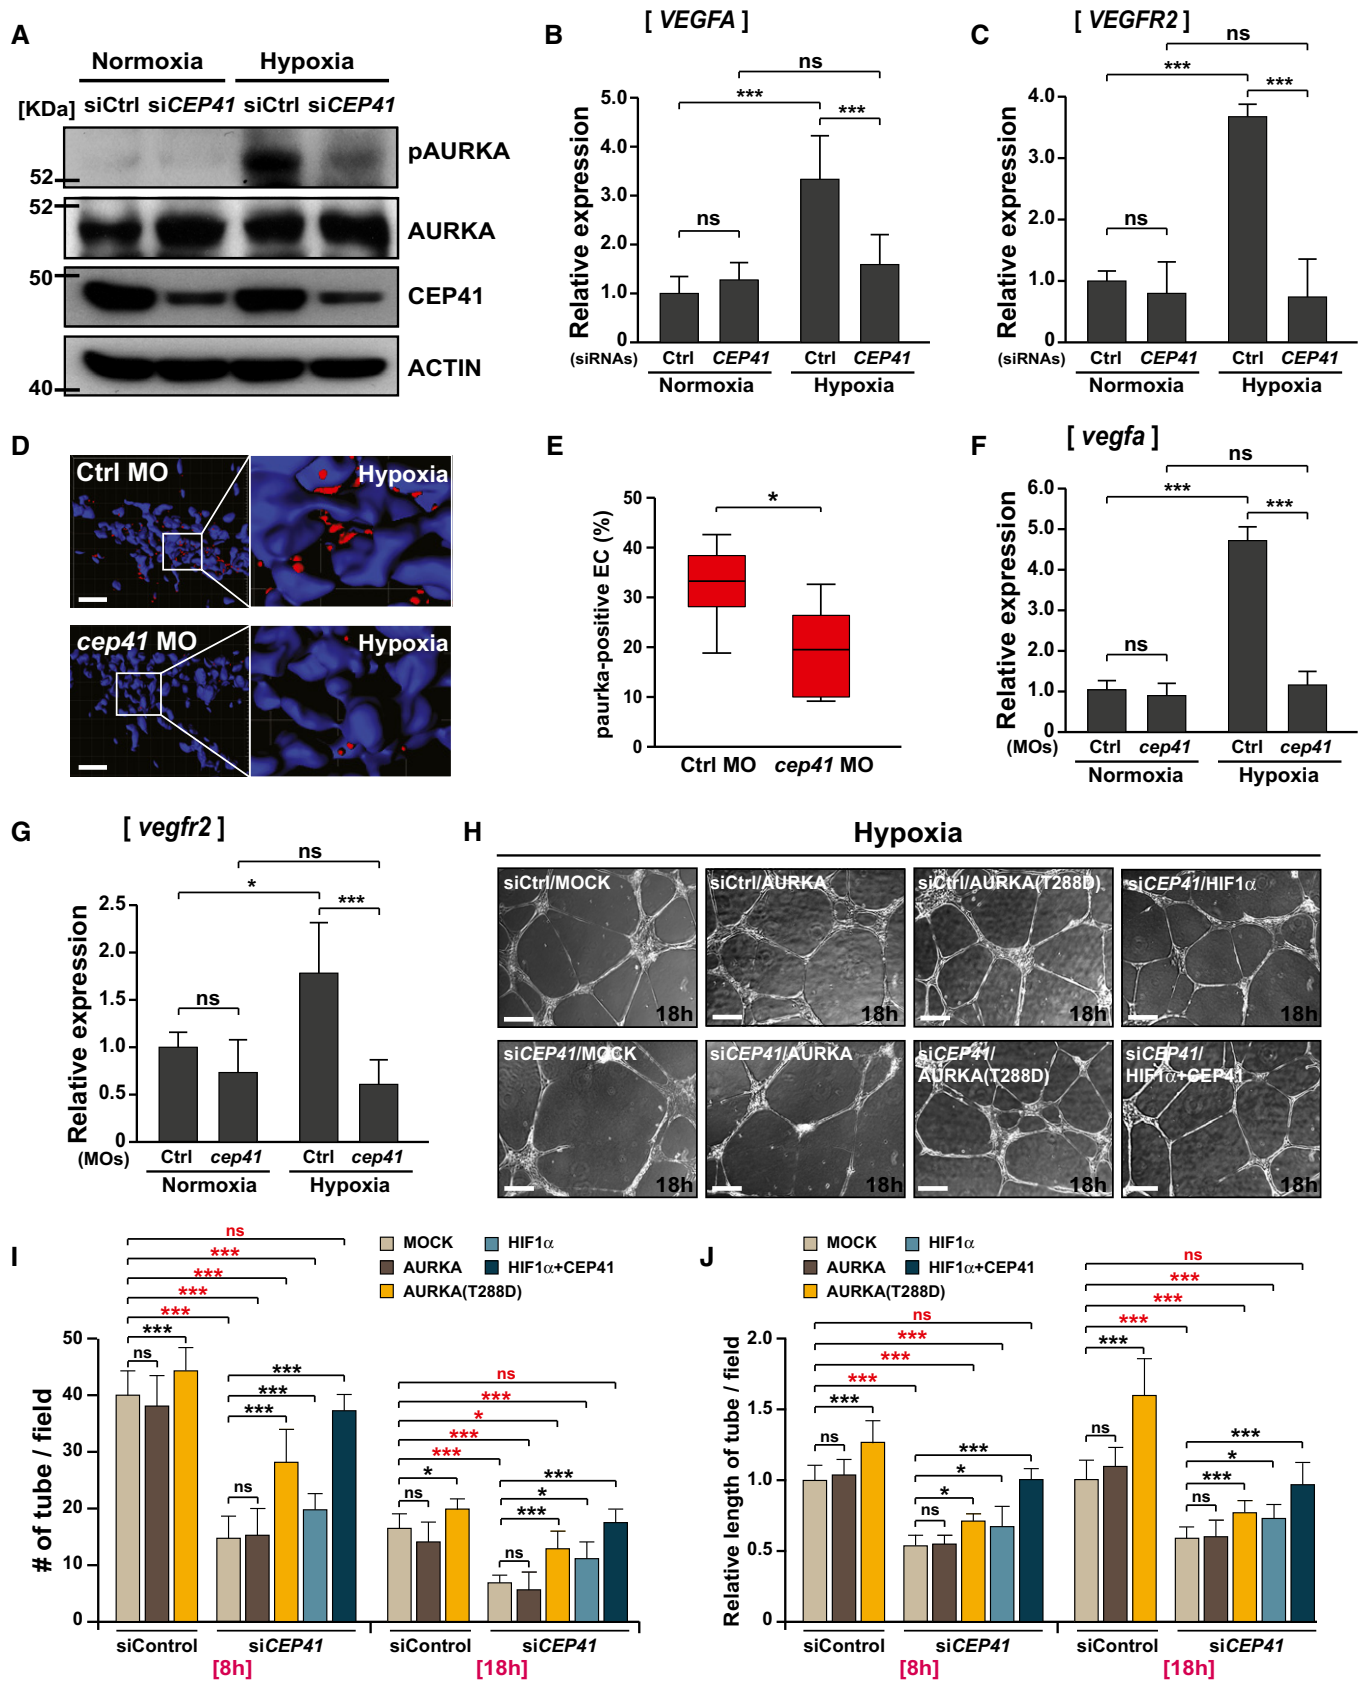 A
Normoxia Hypoxia
[KDa] siCtrl siCEP41 siCtrl siCEP41
pAURKA
52
52
AURKA
50
CEP41
ACTIN
40
B
[ VEGFA ]
ns
***
***
ns
Relative expression
5.0
4.0
3.0
2.0
1.0
0
(siRNAs) Ctrl CEP41 Ctrl CEP41
Normoxia Hypoxia
C
[ VEGFR2 ]
ns
***
***
ns
Relative expression
4.0
3.0
2.0
1.0
0
(siRNAs) Ctrl CEP41 Ctrl CEP41
Normoxia Hypoxia
D
Ctrl MO Hypoxia
cep41 MO Hypoxia
E
*
paurka-positive EC (%)
50
40
30
20
10
0
Ctrl MO cep41 MO
F
[ vegfa ]
ns
***
***
ns
Relative expression
6.0
5.0
4.0
3.0
2.0
1.0
0
(MOs) Ctrl cep41 Ctrl cep41
Normoxia Hypoxia
G
[ vegfr2 ]
ns
*
***
ns
Relative expression
2.5
2.0
1.5
1.0
0.5
0
(MOs) Ctrl cep41 Ctrl cep41
Normoxia Hypoxia
H
Hypoxia
siCtrl/MOCK 18h
siCtrl/AURKA 18h
siCtrl/AURKA(T288D) 18h
siCEP41/HIF1α 18h
siCEP41/MOCK 18h
siCEP41/AURKA 18h
siCEP41/
AURKA(T288D) 18h
siCEP41/
HIF1α+CEP41 18h
I
MOCK HIF1α
AURKA HIF1α+CEP41
AURKA(T288D)
ns
***
***
***
***
***
ns
***
***
***
ns
ns
***
*
***
***
*
ns
***
*
***
ns
# of tube / field
50
40
30
20
10
0
siControl siCEP41 siControl siCEP41
[8h] [18h]
J
MOCK HIF1α
AURKA HIF1α+CEP41
AURKA(T288D)
ns
***
***
***
***
ns
***
*
*
ns
ns
***
***
***
***
ns
***
*
***
ns
Relative length of tube / field
2.0
1.5
1.0
0.5
0
siControl siCEP41 siControl siCEP41
[8h] [18h]